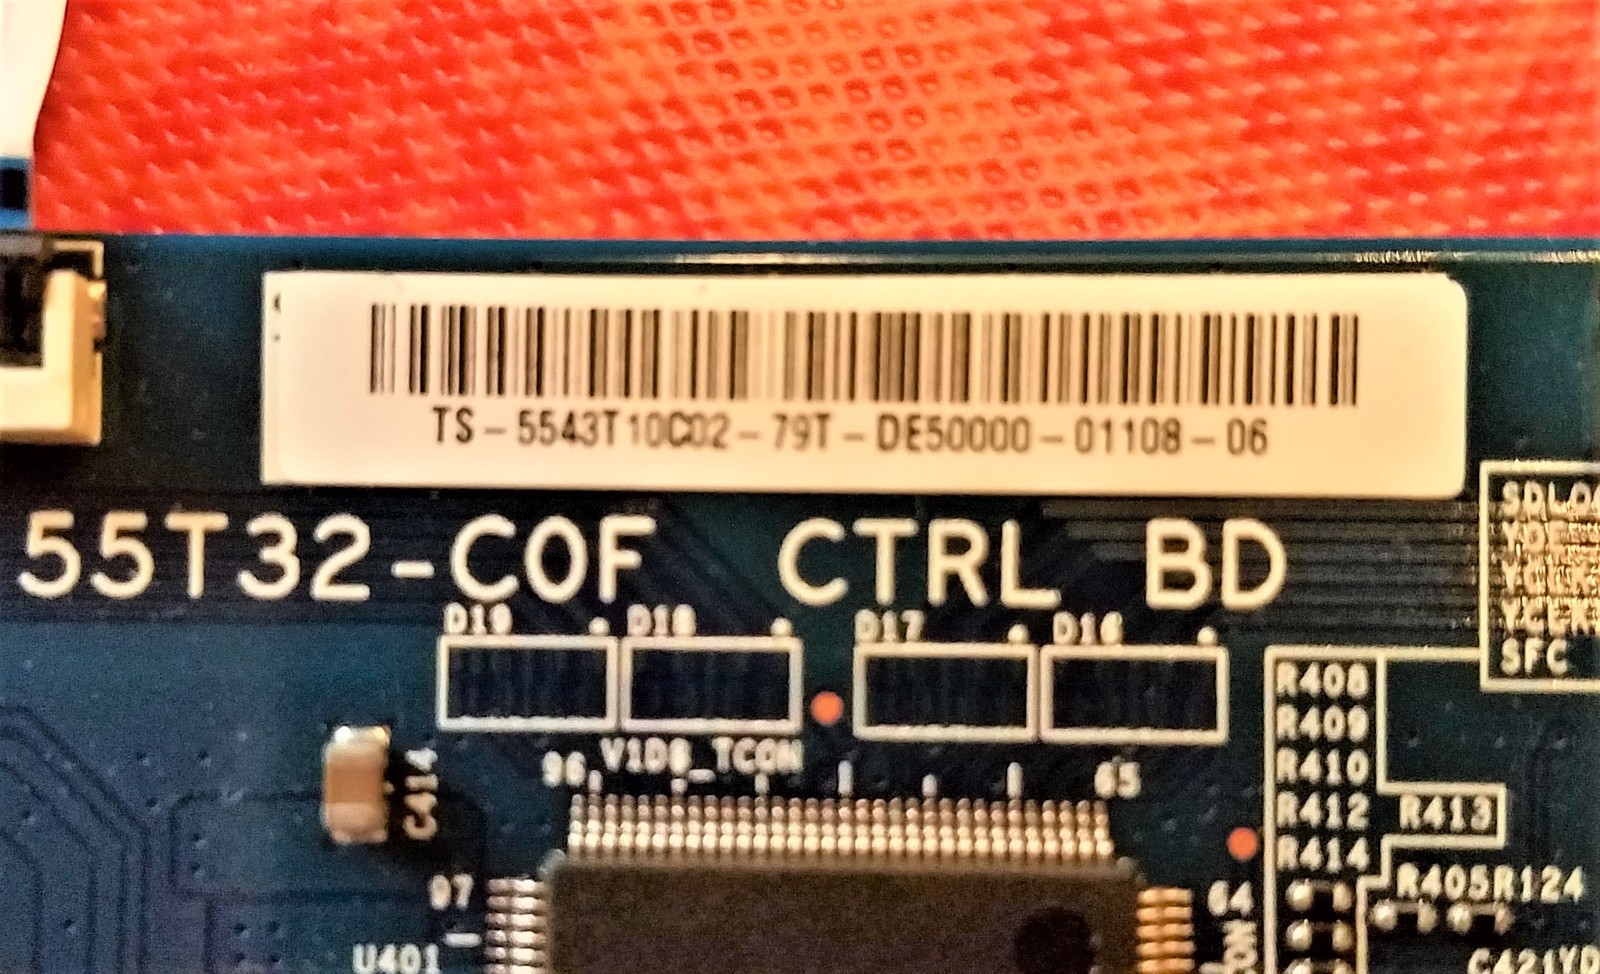 TS-5543T10C02-79T-DE50000-01108-06
55T32-COF CTRL BD
SFC
D19
D18
D17
D16
R408
R409
R410
R412
R413
R414
V1D8_TCON
96
65
C414
97
64
R405R124
U401